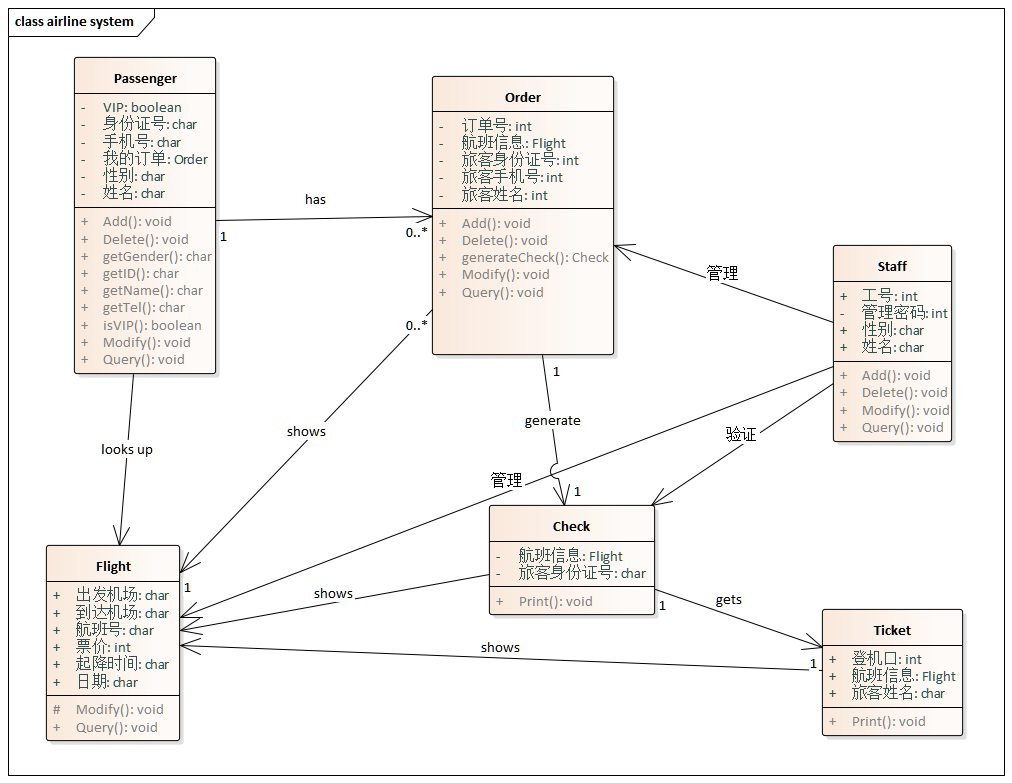 class airline system
Passenger
- VIP: boolean
- 身份证号: char
- 手机号: char
- 我的订单: Order
- 性别: char
- 姓名: char
+ Add(): void
+ Delete(): void
+ getGender(): char
+ getID(): char
+ getName(): char
+ getTel(): char
+ isVIP(): boolean
+ Modify(): void
+ Query(): void
has
1
0..*
Order
- 订单号: int
- 航班信息: Flight
- 旅客身份证号: int
- 旅客手机号: int
- 旅客姓名: int
+ Add(): void
+ Delete(): void
+ generateCheck(): Check
+ Modify(): void
+ Query(): void
管理
Staff
+ 工号: int
- 管理密码: int
+ 性别: char
+ 姓名: char
+ Add(): void
+ Delete(): void
+ Modify(): void
+ Query(): void
0..*
1
generate
looks up
shows
验证
管理
1
Check
- 航班信息: Flight
- 旅客身份证号: char
+ Print(): void
Flight
+ 出发机场: char
+ 到达机场: char
+ 航班号: char
+ 票价: int
+ 起降时间: char
+ 日期: char
# Modify(): void
+ Query(): void
1
shows
1
gets
shows
1
Ticket
+ 登机口: int
+ 航班信息: Flight
+ 旅客姓名: char
+ Print(): void